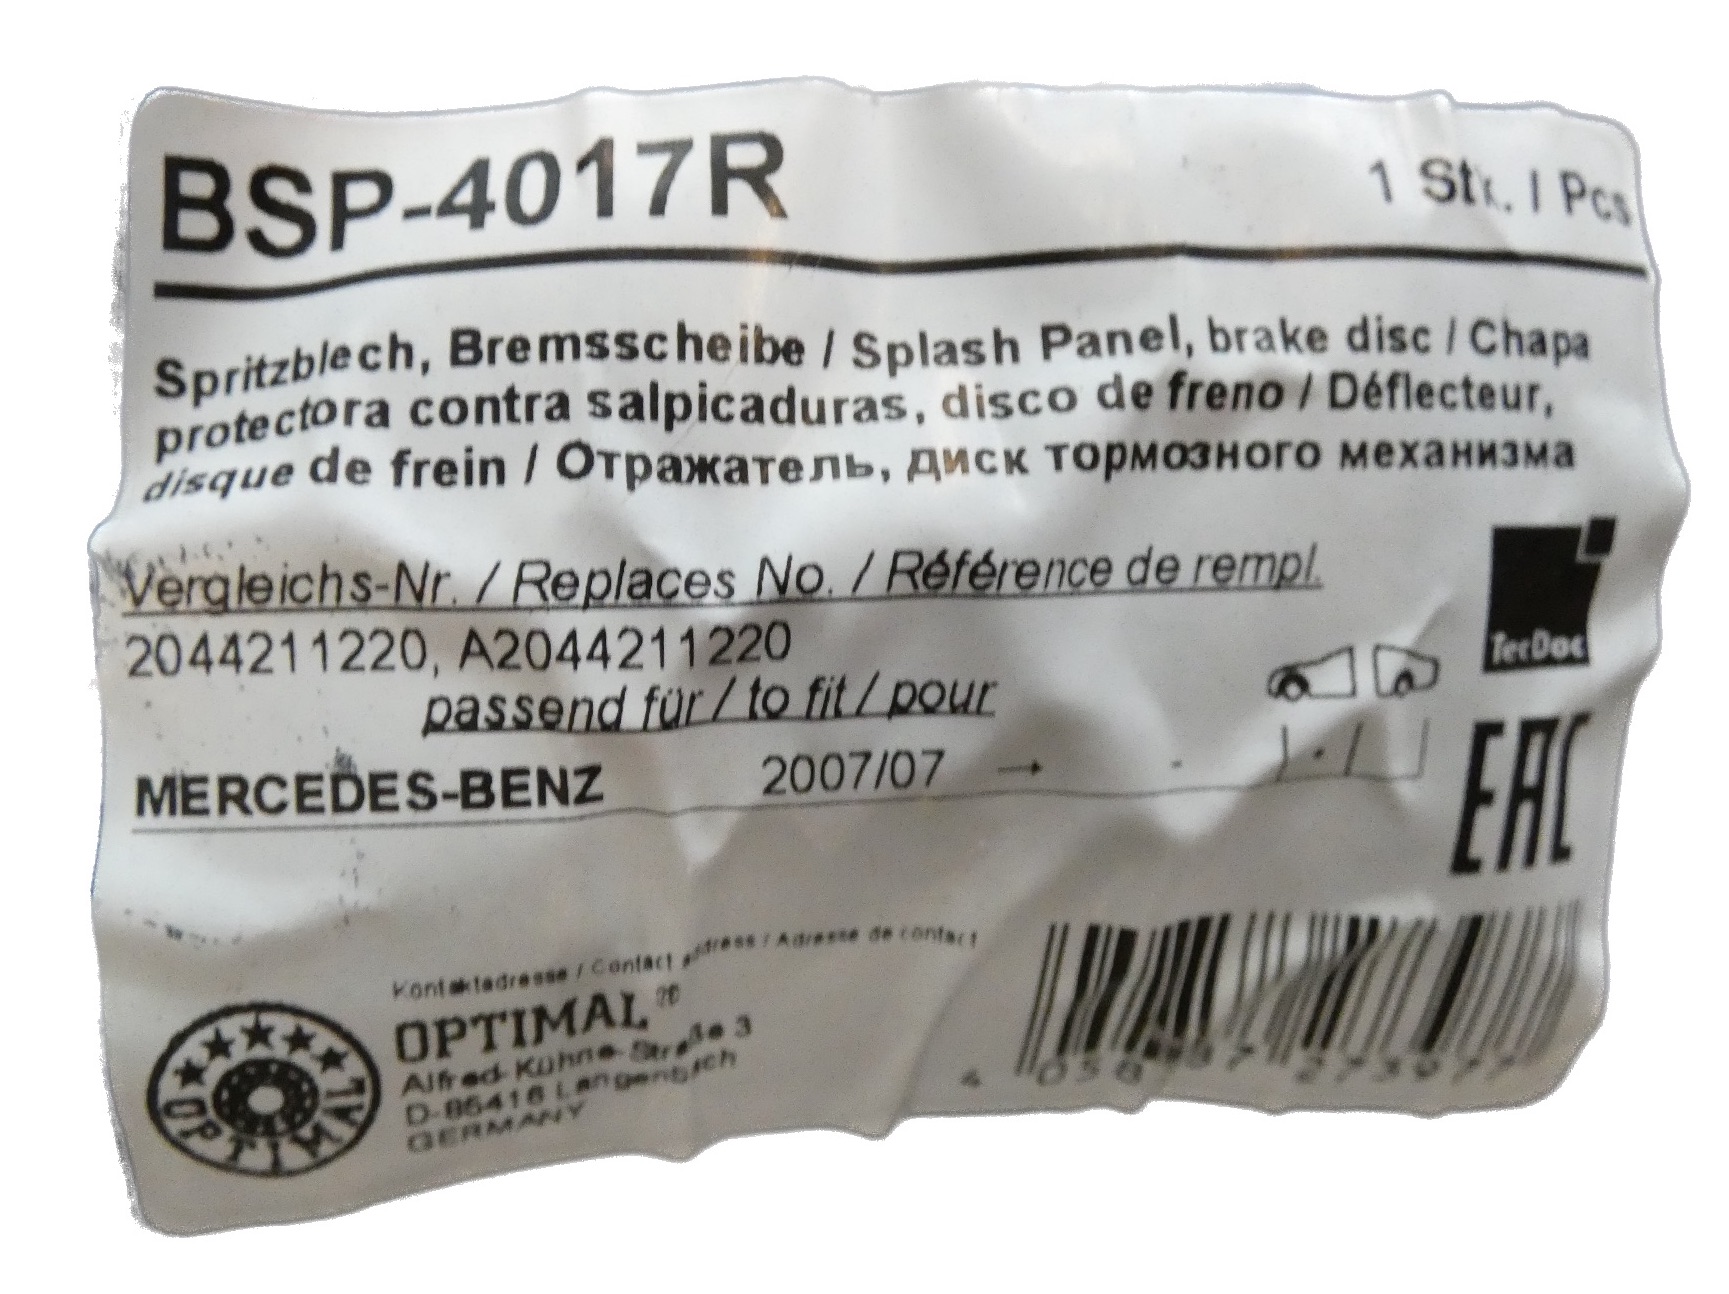 BSP-4017R
1 Stk. / Pcs
Spritzblech, Bremsscheibe / Splash Panel, brake disc / Chapa
protectora contra salpicaduras, disco de freno / Déflecteur,
disque de frein / Отражатель, диск тормозного механизма
Vergleichs-Nr. / Replaces No. / Référence de rempl.
2044211220, A2044211220
passend für / to fit / pour
MERCEDES-BENZ 2007/07 →
TecDoc
EAC
Kontaktadresse / Contact address / Adresse de contact
OPTIMAL®
Alfred-Kühne-Straße 3
D-85416 Langenbach
GERMANY
OPTIMAL